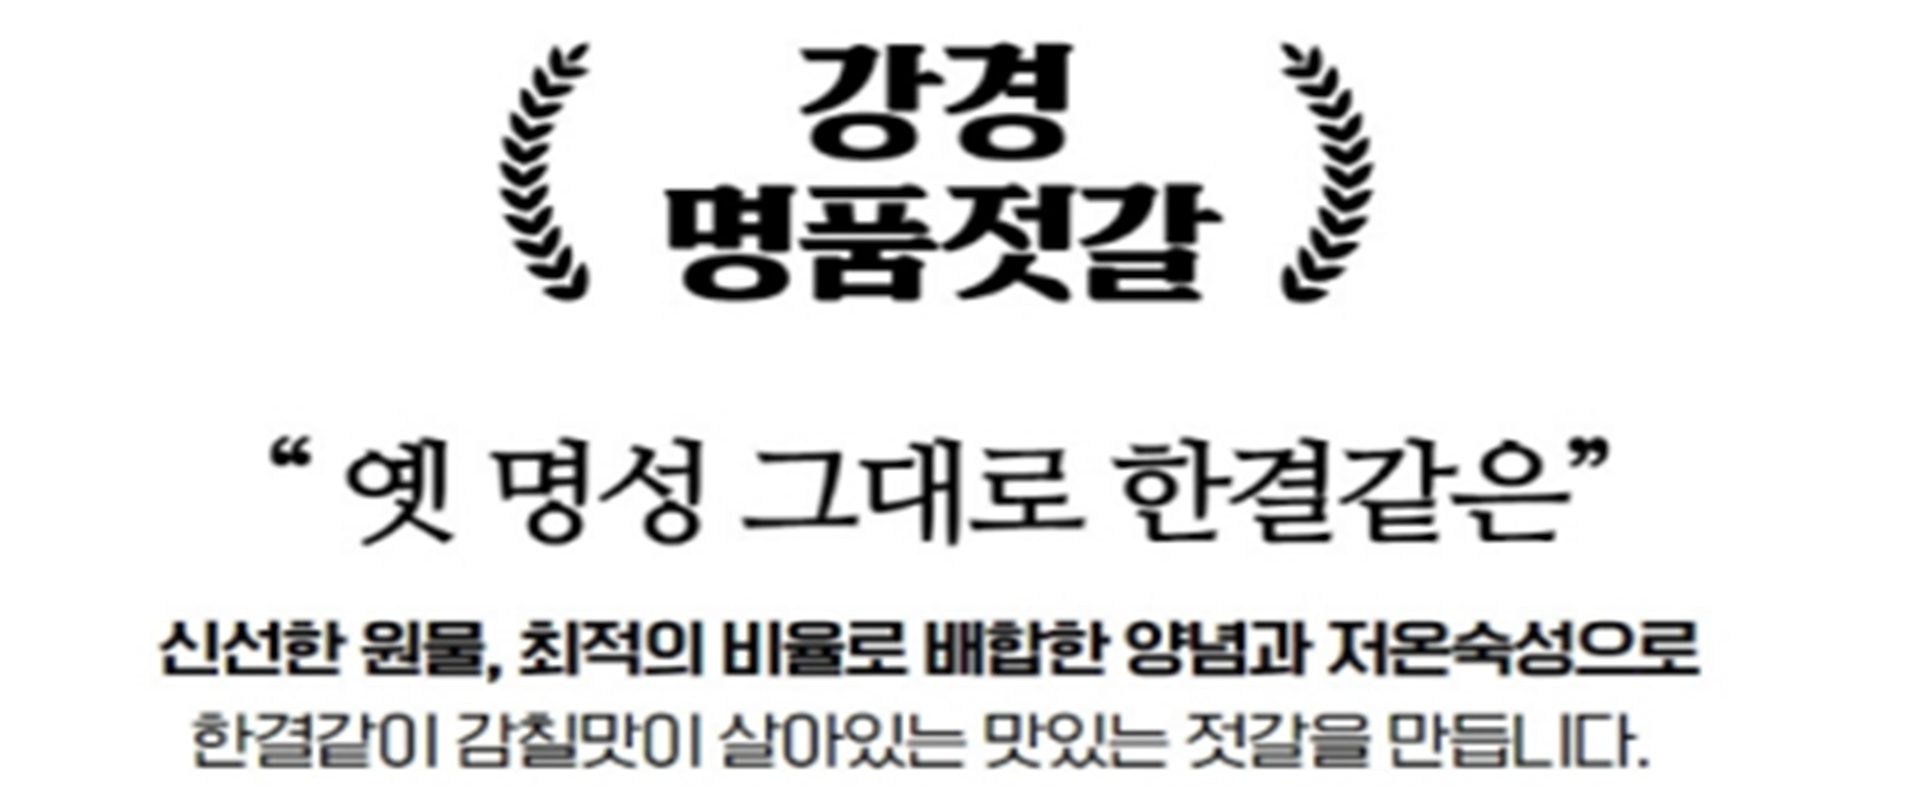 강경
명품젓갈
“ 옛 명성 그대로 한결같은”
신선한 원물, 최적의 비율로 배합한 양념과 저온숙성으로
한결같이 감칠맛이 살아있는 맛있는 젓갈을 만듭니다.